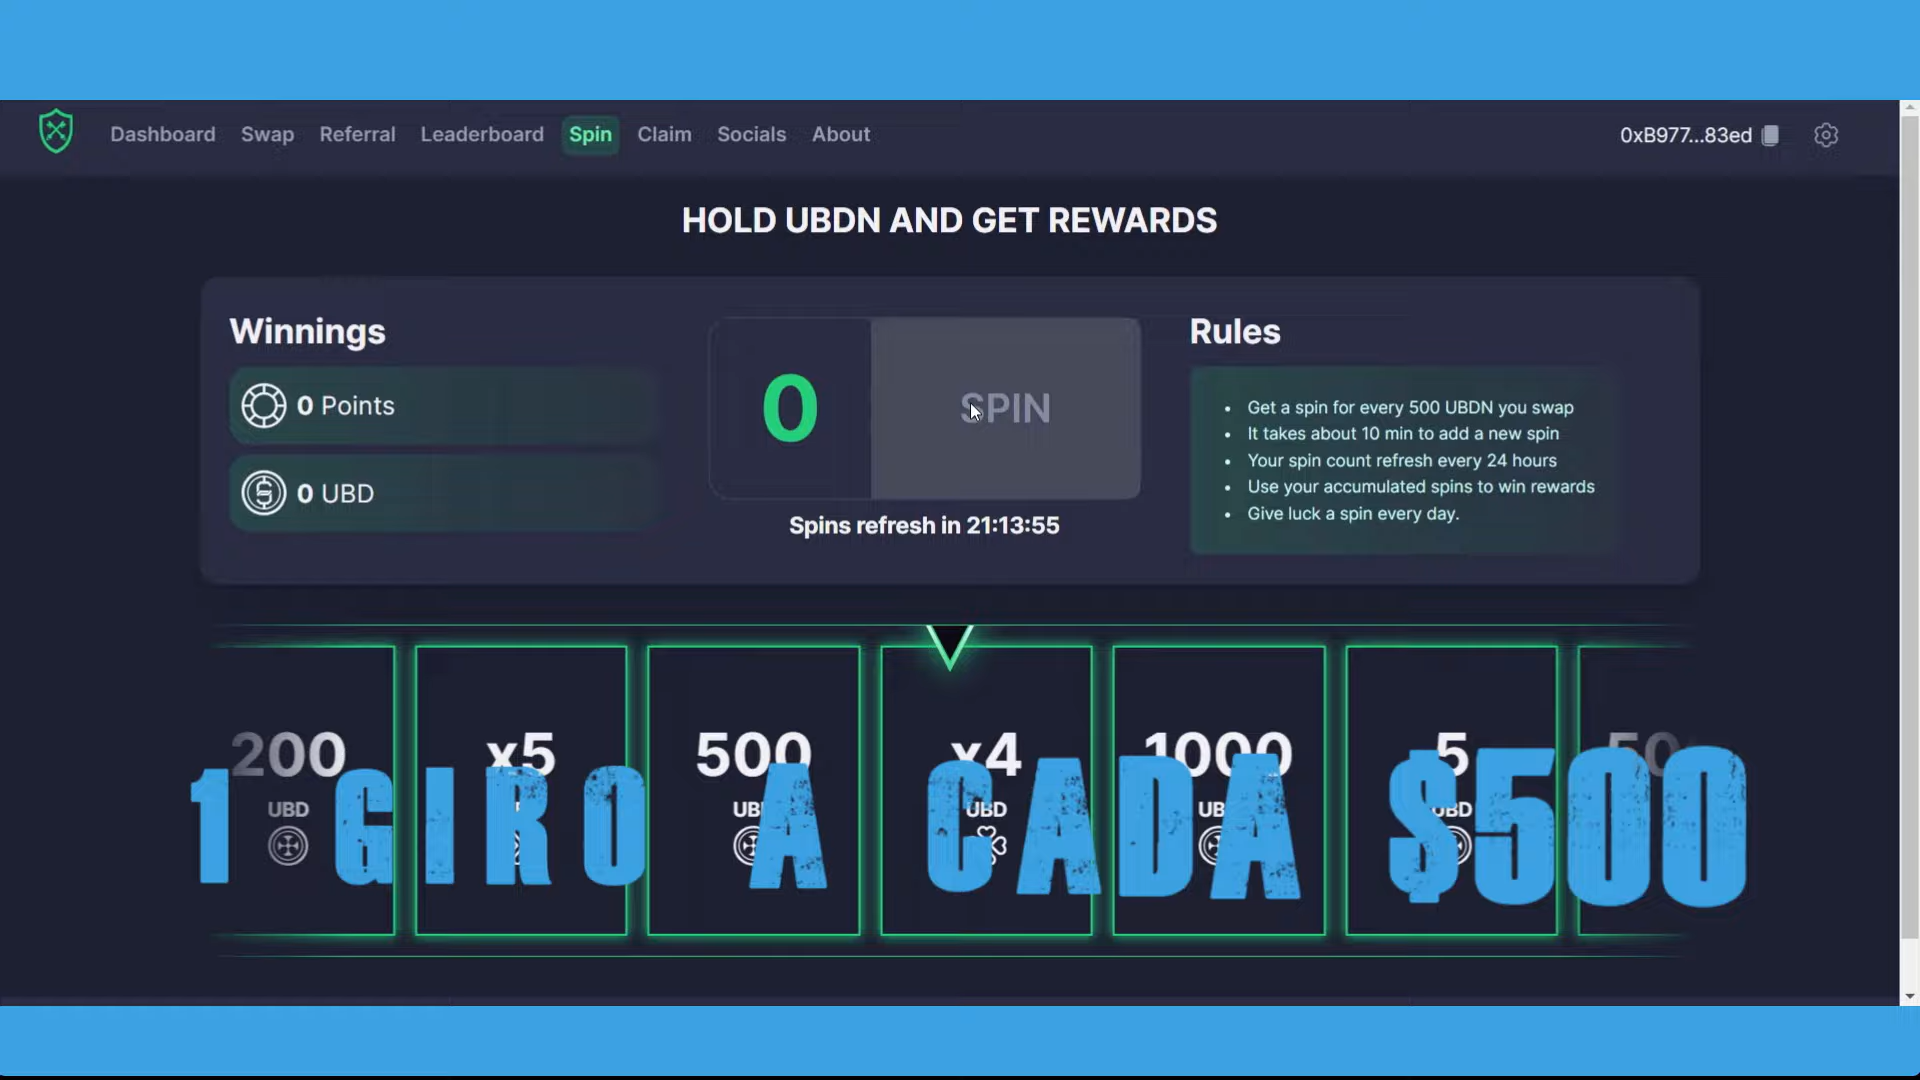 Dashboard Swap Referral Leaderboard Spin Claim Socials About 0xB977...83ed
HOLD UBDN AND GET REWARDS
Winnings
0 Points
0 UBD
0 SPIN
Spins refresh in 21:13:55
Rules
• Get a spin for every 500 UBDN you swap
• It takes about 10 min to add a new spin
• Your spin count refresh every 24 hours
• Use your accumulated spins to win rewards
• Give luck a spin every day.
200 x5 500 x4 1000 5
UBD UBD
1 GIRO A CADA $500